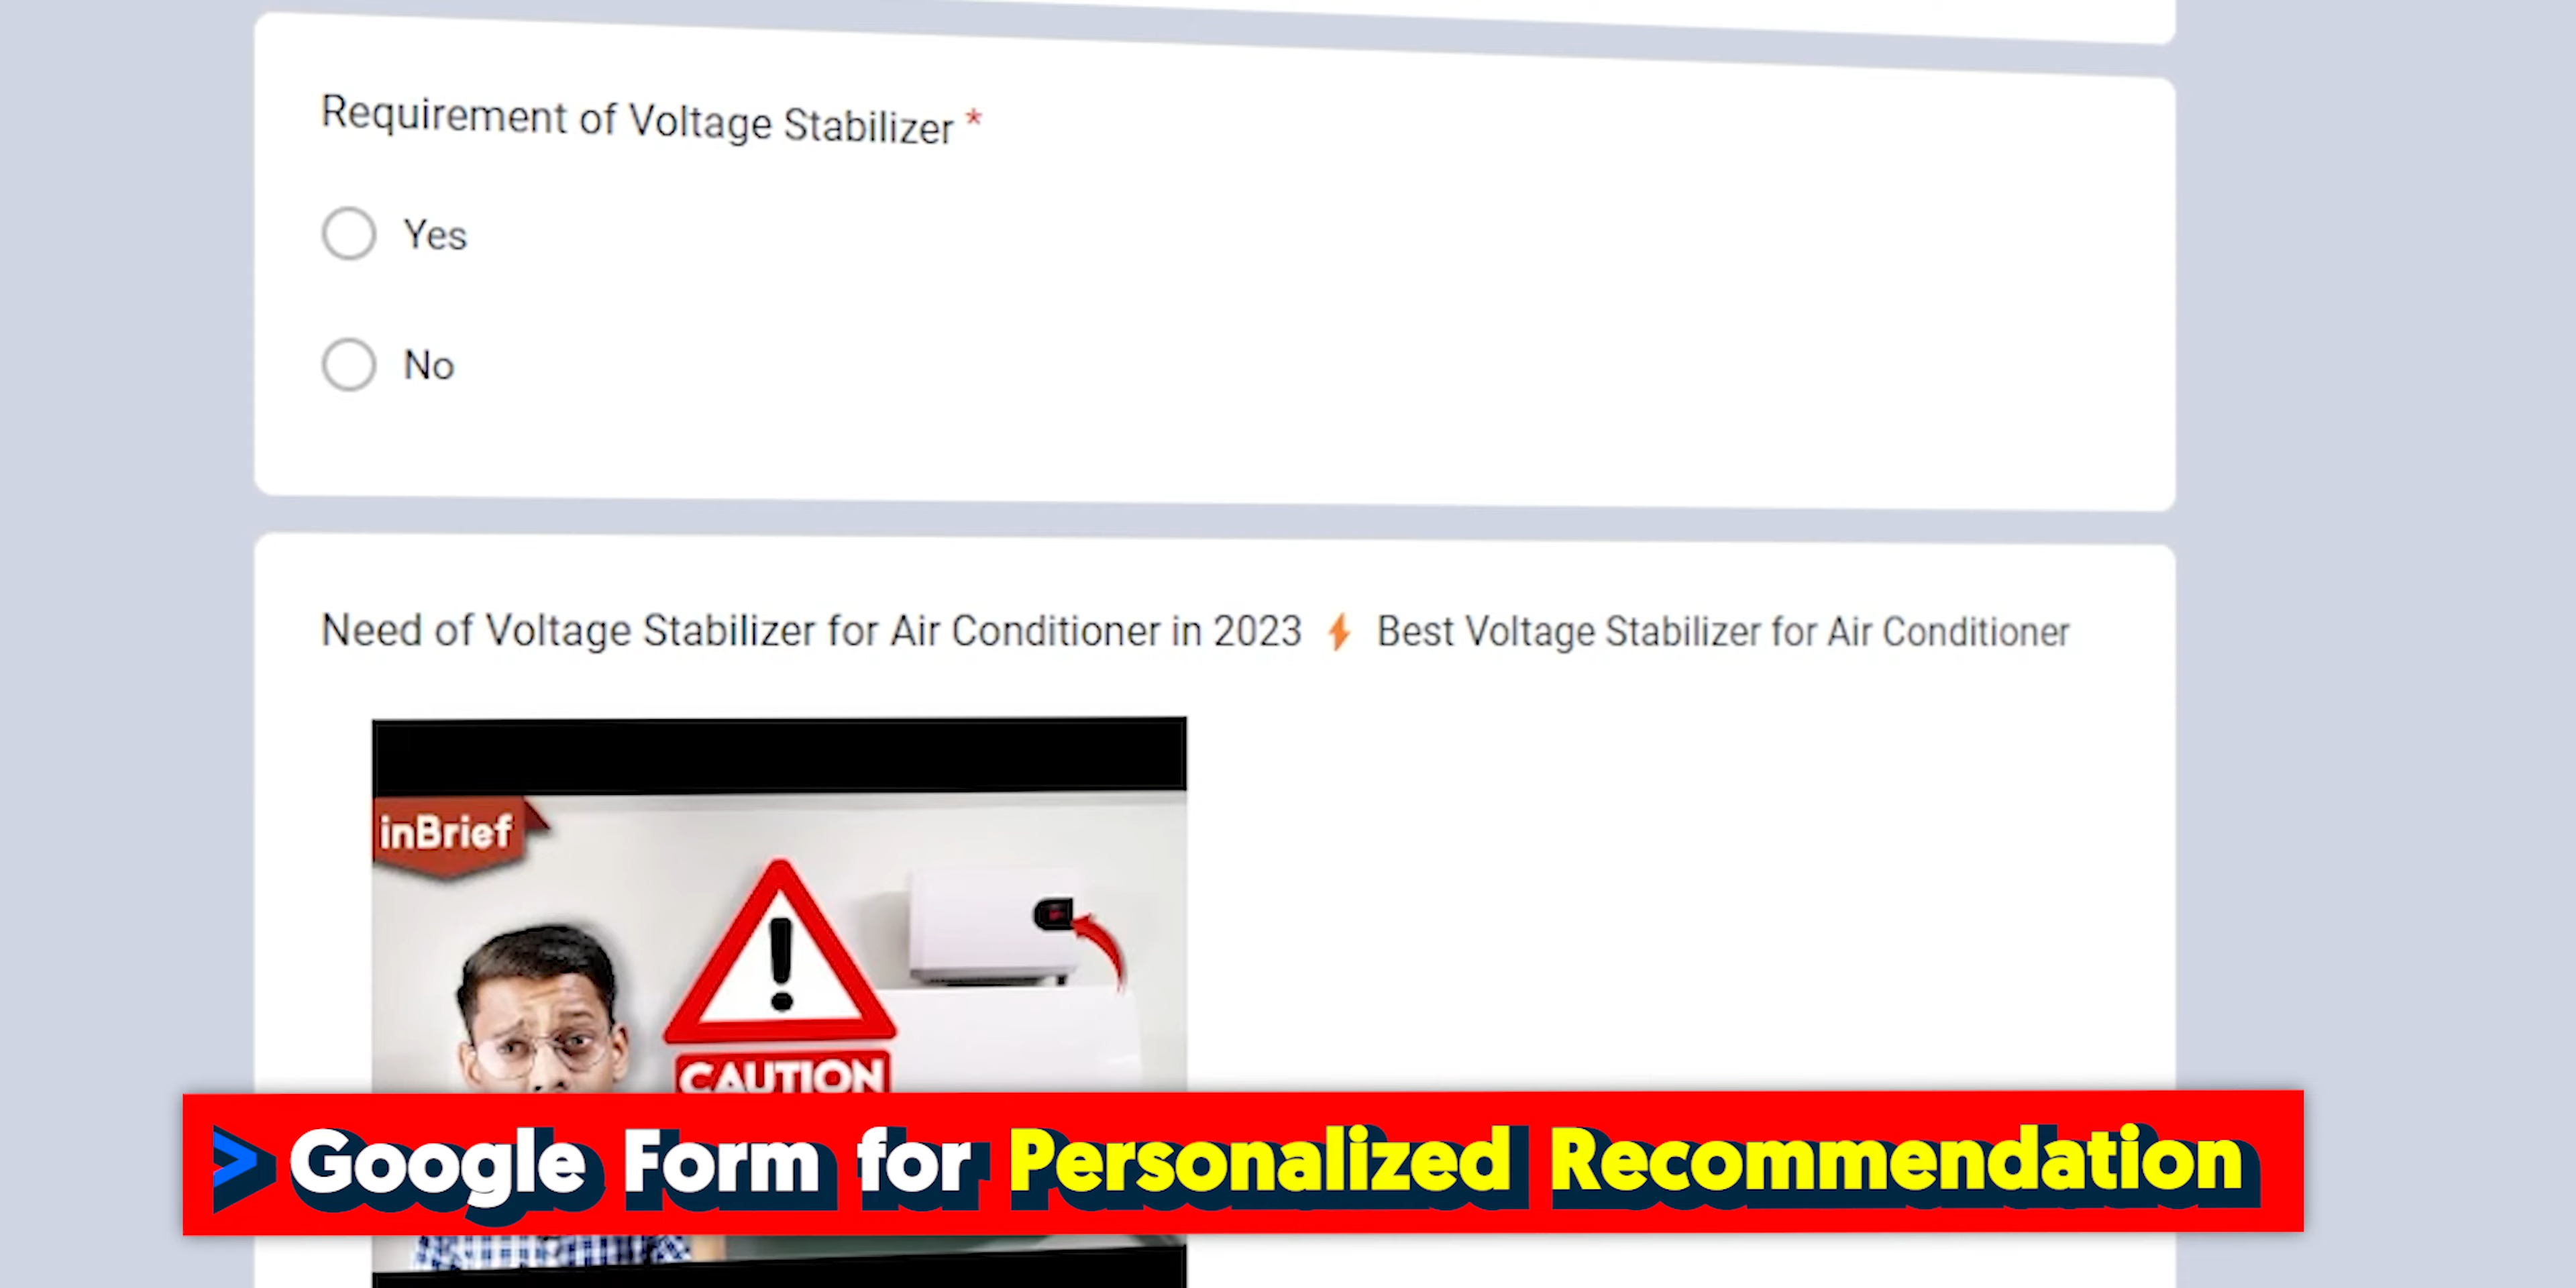 Requirement of Voltage Stabilizer *
Yes
No
Need of Voltage Stabilizer for Air Conditioner in 2023 ⚡ Best Voltage Stabilizer for Air Conditioner
inBrief
!
CAUTION
> Google Form for Personalized Recommendation